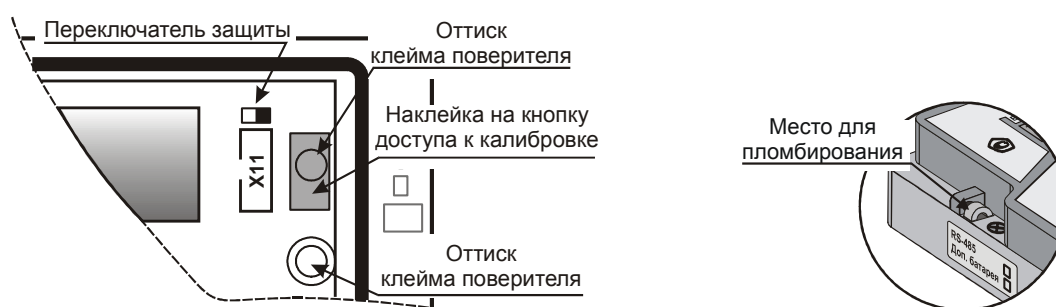 Переключатель защиты
Оттиск
клейма поверителя
Наклейка на кнопку
доступа к калибровке
X11
Оттиск
клейма поверителя
Место для
пломбирования
RS-485
Доп. батарея